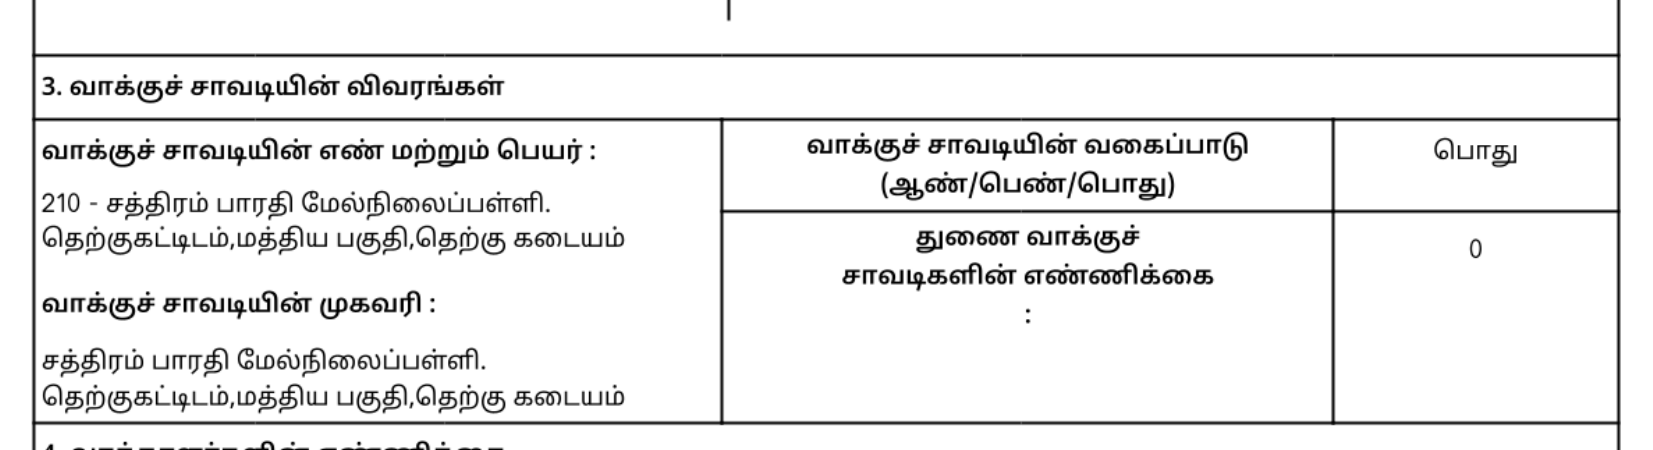 3. வாக்குச் சாவடியின் விவரங்கள்
வாக்குச் சாவடியின் எண் மற்றும் பெயர் :
210 - சத்திரம் பாரதி மேல்நிலைப்பள்ளி.
தெற்குகட்டிடம்,மத்திய பகுதி,தெற்கு கடையம்
வாக்குச் சாவடியின் முகவரி :
சத்திரம் பாரதி மேல்நிலைப்பள்ளி.
தெற்குகட்டிடம்,மத்திய பகுதி,தெற்கு கடையம்
வாக்குச் சாவடியின் வகைப்பாடு
(ஆண்/பெண்/பொது)
பொது
துணை வாக்குச்
சாவடிகளின் எண்ணிக்கை
:
0